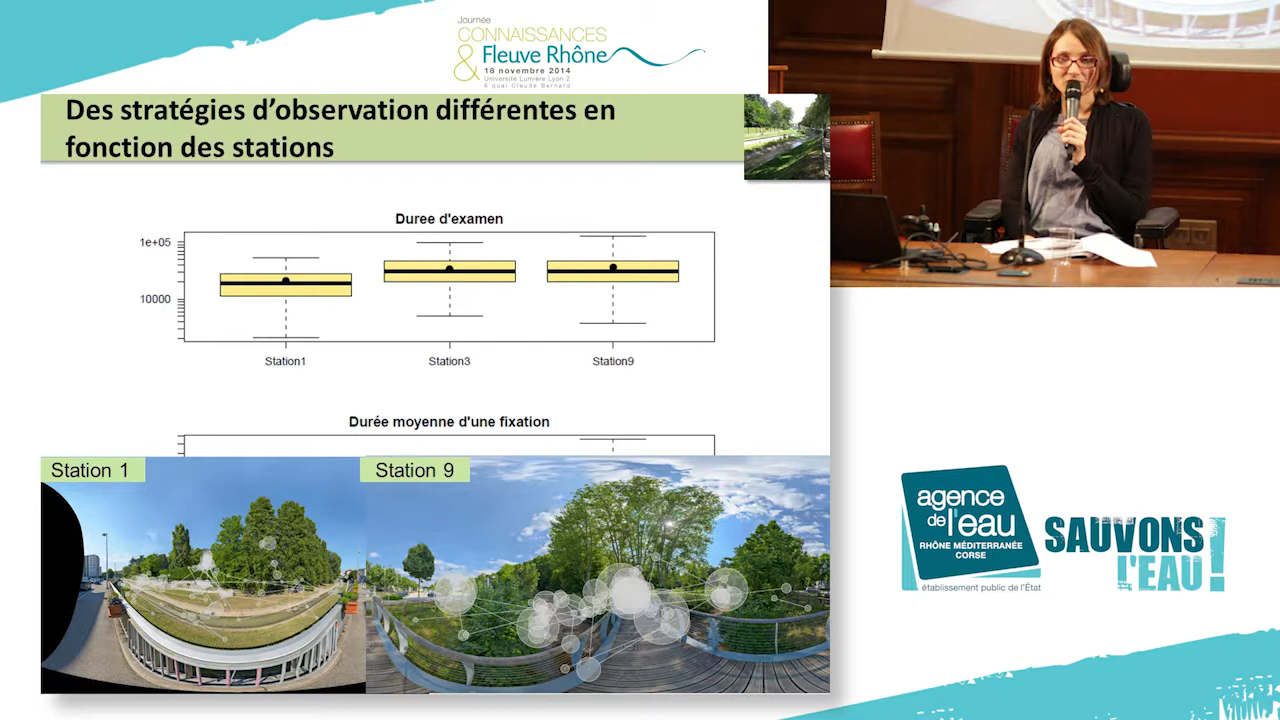 Journée
CONNAISSANCES
& Fleuve Rhône
18 novembre 2014
Université Lumière Lyon 2
6 quai Claude Bernard
Des stratégies d'observation différentes en
fonction des stations
Duree d'examen
1e+05
10000
Station1
Station3
Station9
Durée moyenne d'une fixation
Station 1
Station 9
agence
de l'eau
RHÔNE MÉDITERRANÉE
CORSE
établissement public de l'État
SAUVONS
L'EAU!